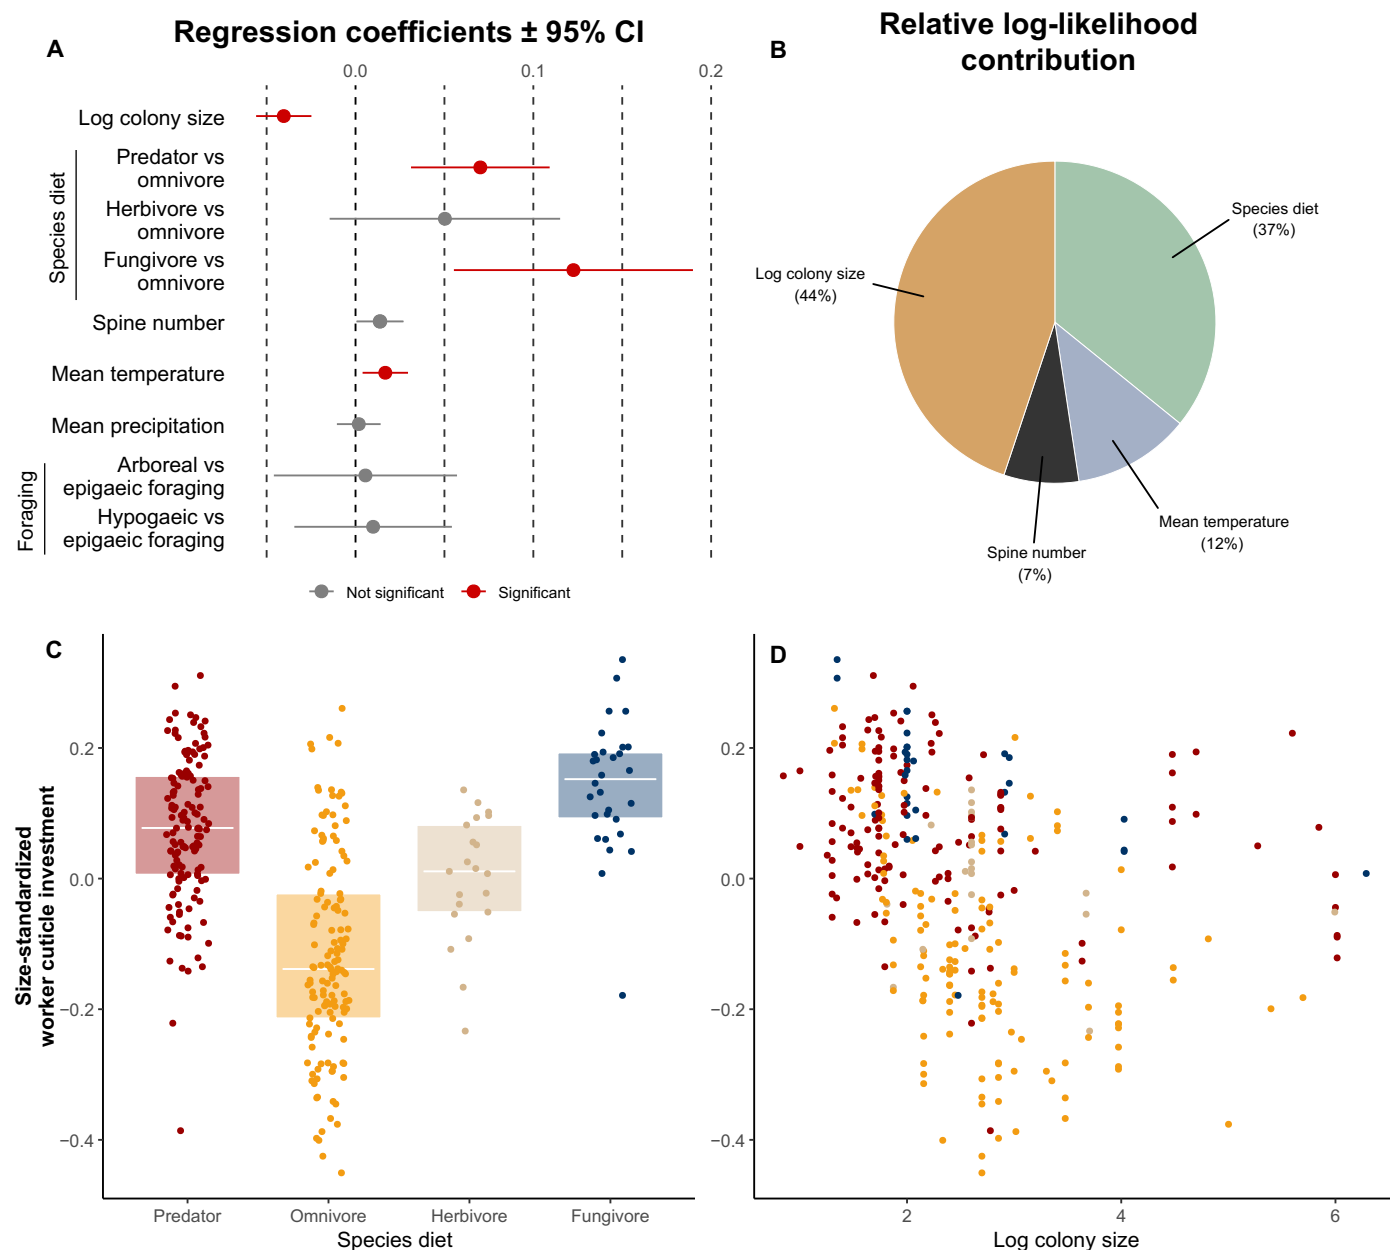 A
Regression coefficients ± 95% CI
0.0
0.1
0.2
Log colony size
Species diet
Predator vs
omnivore
Herbivore vs
omnivore
Fungivore vs
omnivore
Spine number
Mean temperature
Mean precipitation
Foraging
Arboreal vs
epigaeic foraging
Hypogaeic vs
epigaeic foraging
Not significant
Significant
B
Relative log-likelihood
contribution
Species diet
(37%)
Log colony size
(44%)
Mean temperature
(12%)
Spine number
(7%)
C
Size-standardized
worker cuticle investment
0.2
0.0
−0.2
−0.4
Predator
Omnivore
Herbivore
Fungivore
Species diet
D
0.2
0.0
−0.2
−0.4
2
4
6
Log colony size